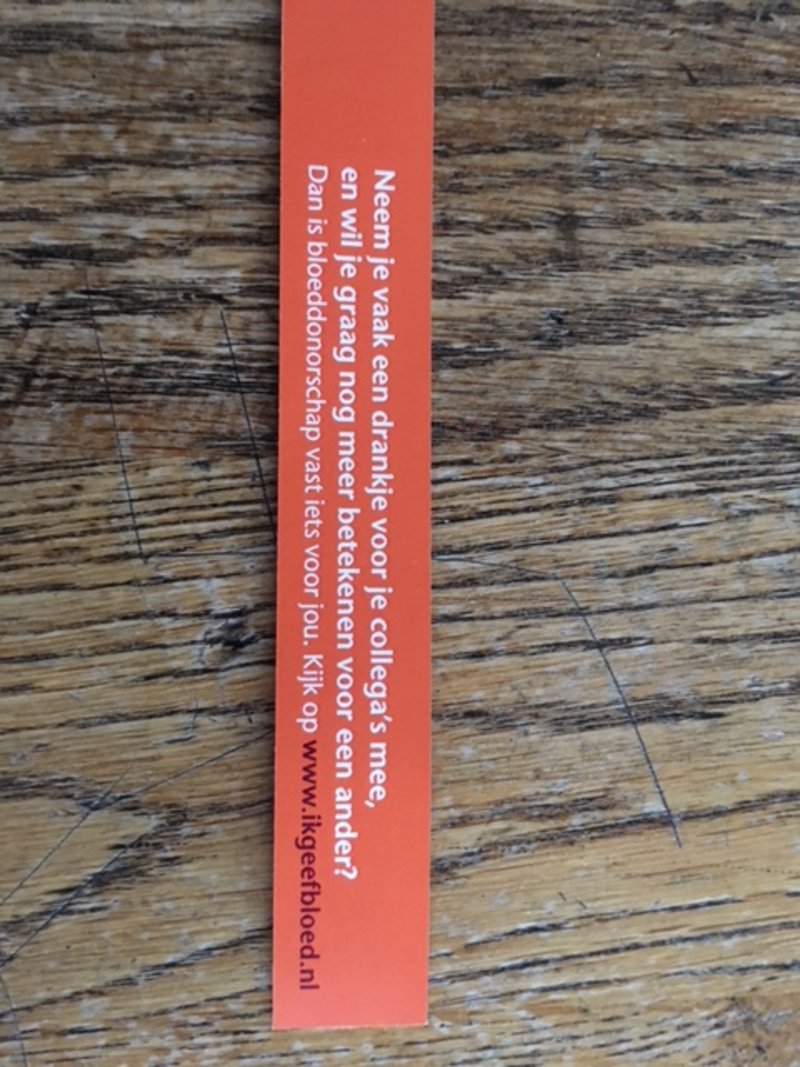 Neem je vaak een drankje voor je collega's mee,
en wil je graag nog meer betekenen voor een ander?
Dan is bloeddonorschap vast iets voor jou. Kijk op www.ikgeefbloed.nl